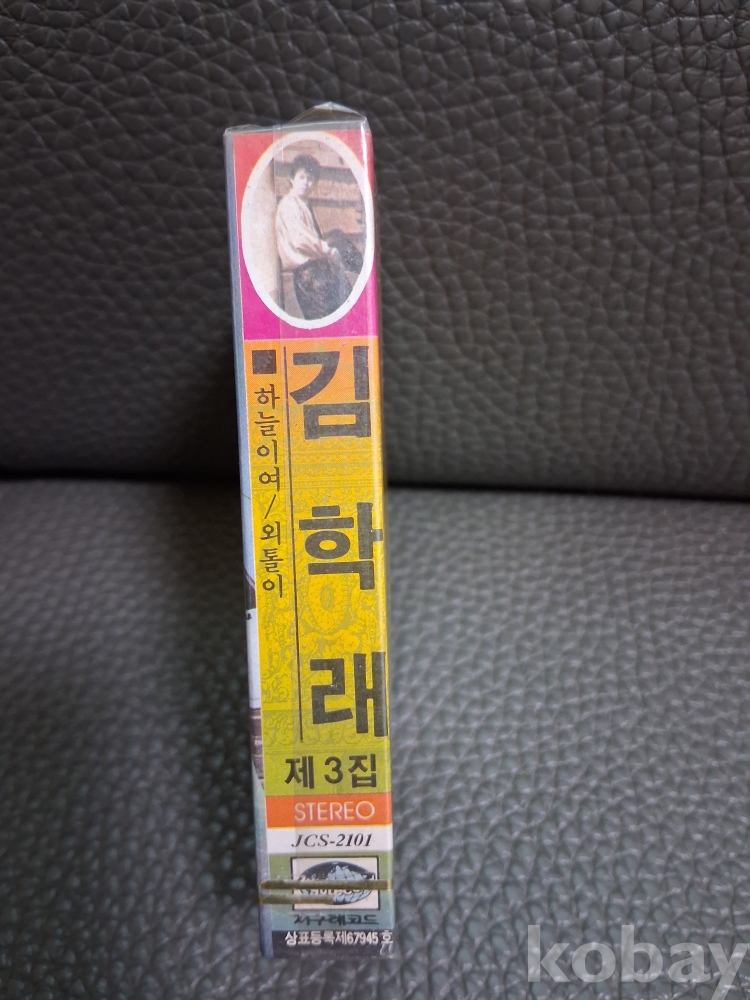 ■ 하늘이여/외톨이
김학래
제3집
STEREO
JCS-2101
지구레코드
상표등록제67945호
kobay